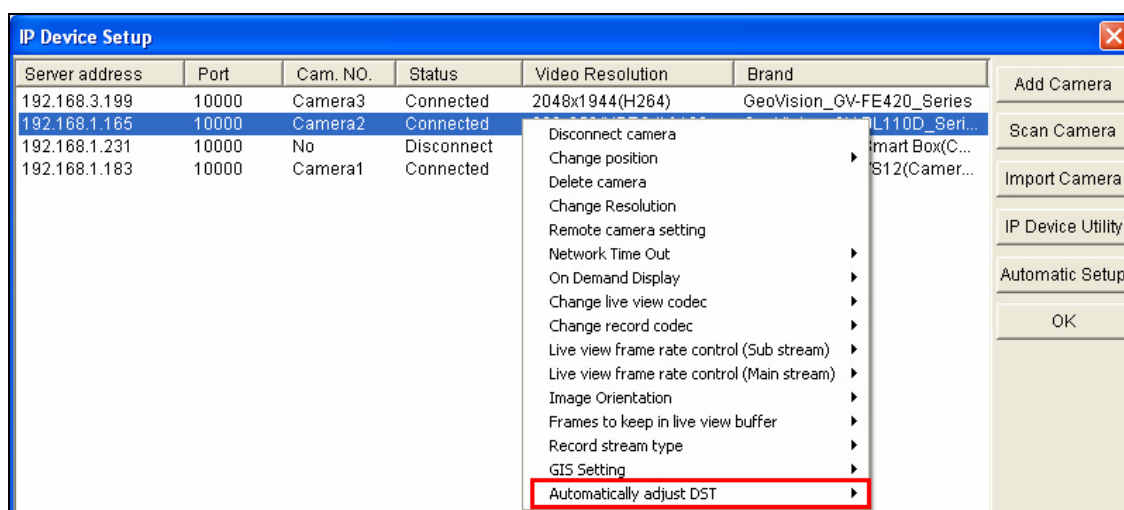 IP Device Setup
Server address Port Cam. NO. Status Video Resolution Brand
192.168.3.199 10000 Camera3 Connected 2048x1944(H264) GeoVision_GV-FE420_Series
192.168.1.165 10000 Camera2 Connected L110D_Seri...
192.168.1.231 10000 No Disconnect mart Box(C...
192.168.1.183 10000 Camera1 Connected S12(Camer...
Disconnect camera
Change position
Delete camera
Change Resolution
Remote camera setting
Network Time Out
On Demand Display
Change live view codec
Change record codec
Live view frame rate control (Sub stream)
Live view frame rate control (Main stream)
Image Orientation
Frames to keep in live view buffer
Record stream type
GIS Setting
Automatically adjust DST
Add Camera
Scan Camera
Import Camera
IP Device Utility
Automatic Setup
OK